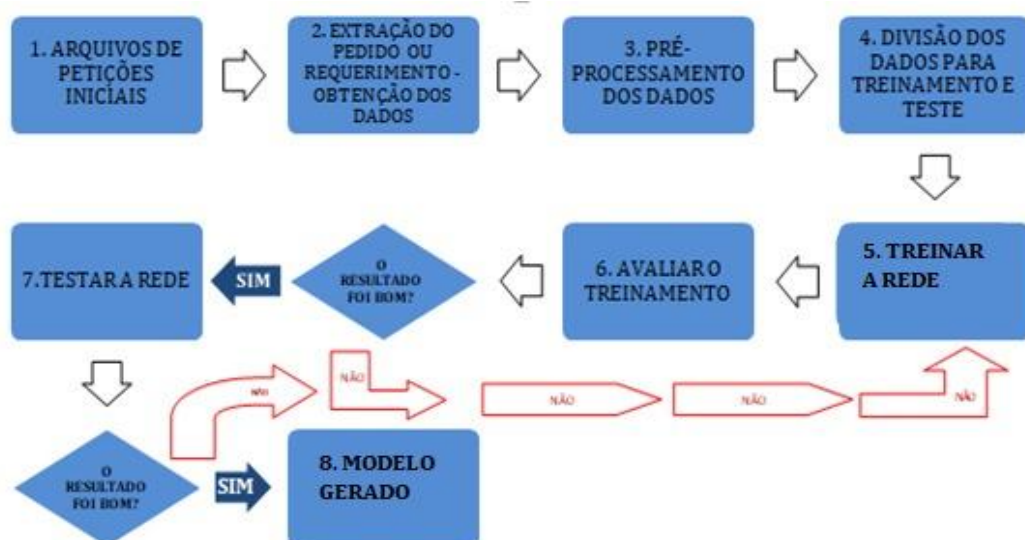 1. ARQUIVOS DE
PETIÇÕES
INICIAIS
2. EXTRAÇÃO DO
PEDIDO OU
REQUERIMENTO -
OBTENÇÃO DOS
DADOS
3. PRÉ-
PROCESSAMENTO
DOS DADOS
4. DIVISÃO DOS
DADOS PARA
TREINAMENTO E
TESTE
5. TREINAR
A REDE
6. AVALIAR O
TREINAMENTO
O
RESULTADO
FOI BOM?
SIM
7.TESTAR A REDE
NÃO
NÃO
NÃO
NÃO
NÃO
O
RESULTADO
FOI BOM?
SIM
8. MODELO
GERADO